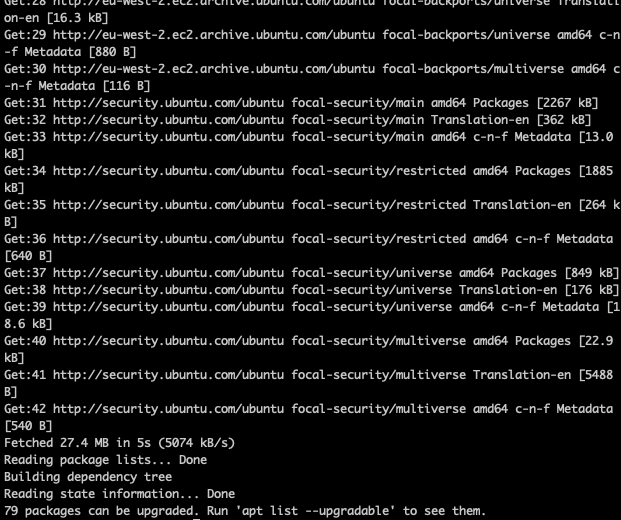 Get:28 http://eu-west-2.ec2.archive.ubuntu.com/ubuntu focal-backports/universe Translati
on-en [16.3 kB]
Get:29 http://eu-west-2.ec2.archive.ubuntu.com/ubuntu focal-backports/universe amd64 c-n
-f Metadata [880 B]
Get:30 http://eu-west-2.ec2.archive.ubuntu.com/ubuntu focal-backports/multiverse amd64 c
-n-f Metadata [116 B]
Get:31 http://security.ubuntu.com/ubuntu focal-security/main amd64 Packages [2267 kB]
Get:32 http://security.ubuntu.com/ubuntu focal-security/main Translation-en [362 kB]
Get:33 http://security.ubuntu.com/ubuntu focal-security/main amd64 c-n-f Metadata [13.0
kB]
Get:34 http://security.ubuntu.com/ubuntu focal-security/restricted amd64 Packages [1885
kB]
Get:35 http://security.ubuntu.com/ubuntu focal-security/restricted Translation-en [264 k
B]
Get:36 http://security.ubuntu.com/ubuntu focal-security/restricted amd64 c-n-f Metadata
[640 B]
Get:37 http://security.ubuntu.com/ubuntu focal-security/universe amd64 Packages [849 kB]
Get:38 http://security.ubuntu.com/ubuntu focal-security/universe Translation-en [176 kB]
Get:39 http://security.ubuntu.com/ubuntu focal-security/universe amd64 c-n-f Metadata [1
8.6 kB]
Get:40 http://security.ubuntu.com/ubuntu focal-security/multiverse amd64 Packages [22.9
kB]
Get:41 http://security.ubuntu.com/ubuntu focal-security/multiverse Translation-en [5488
B]
Get:42 http://security.ubuntu.com/ubuntu focal-security/multiverse amd64 c-n-f Metadata
[540 B]
Fetched 27.4 MB in 5s (5074 kB/s)
Reading package lists... Done
Building dependency tree
Reading state information... Done
79 packages can be upgraded. Run 'apt list --upgradable' to see them.